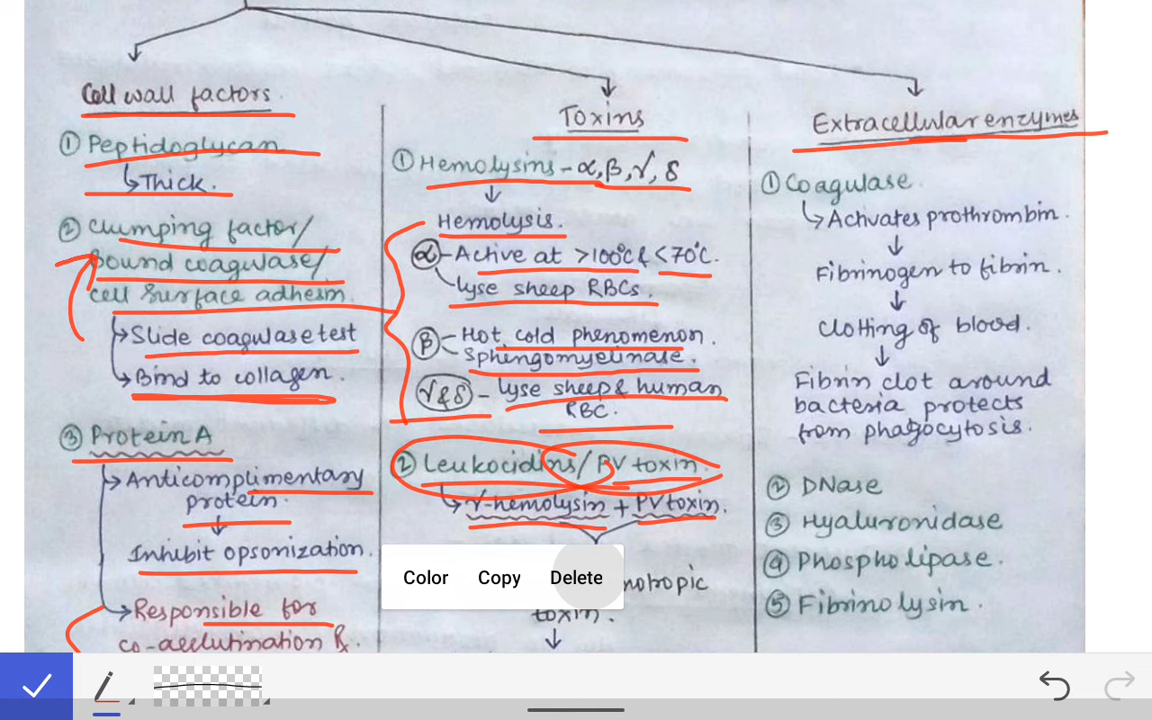 Cell wall factors.
① Peptidoglycan
↳Thick.
② Clumping factor/
Bound coagulase/
cell surface adhesin.
→Slide coagulase test
↳Bind to collagen.
③ Protein A
→Anticomplimentary
protein.
↓
Inhibit opsonization.
→Responsible for
co-agglutination Rx.
Toxins
① Hemolysins - α, β, √, δ
↓
Hemolysis.
α - Active at >100°C & <70°C.
lyse sheep RBCs.
β - Hot cold phenomenon.
Sphingomyelinase.
√&δ - lyse sheep & human
RBC.
② Leukocidins/PV toxin.
↳√-hemolysin + PV toxin.
notropic
toxin.
↓
Extracellular enzymes
① Coagulase.
↳Activates prothrombin.
↓
Fibrinogen to fibrin.
↓
Clotting of blood.
↓
Fibrin clot around
bacteria protects
from phagocytosis.
② DNase
③ Hyaluronidase
④ Phospholipase.
⑤ Fibrinolysin.
Color Copy Delete